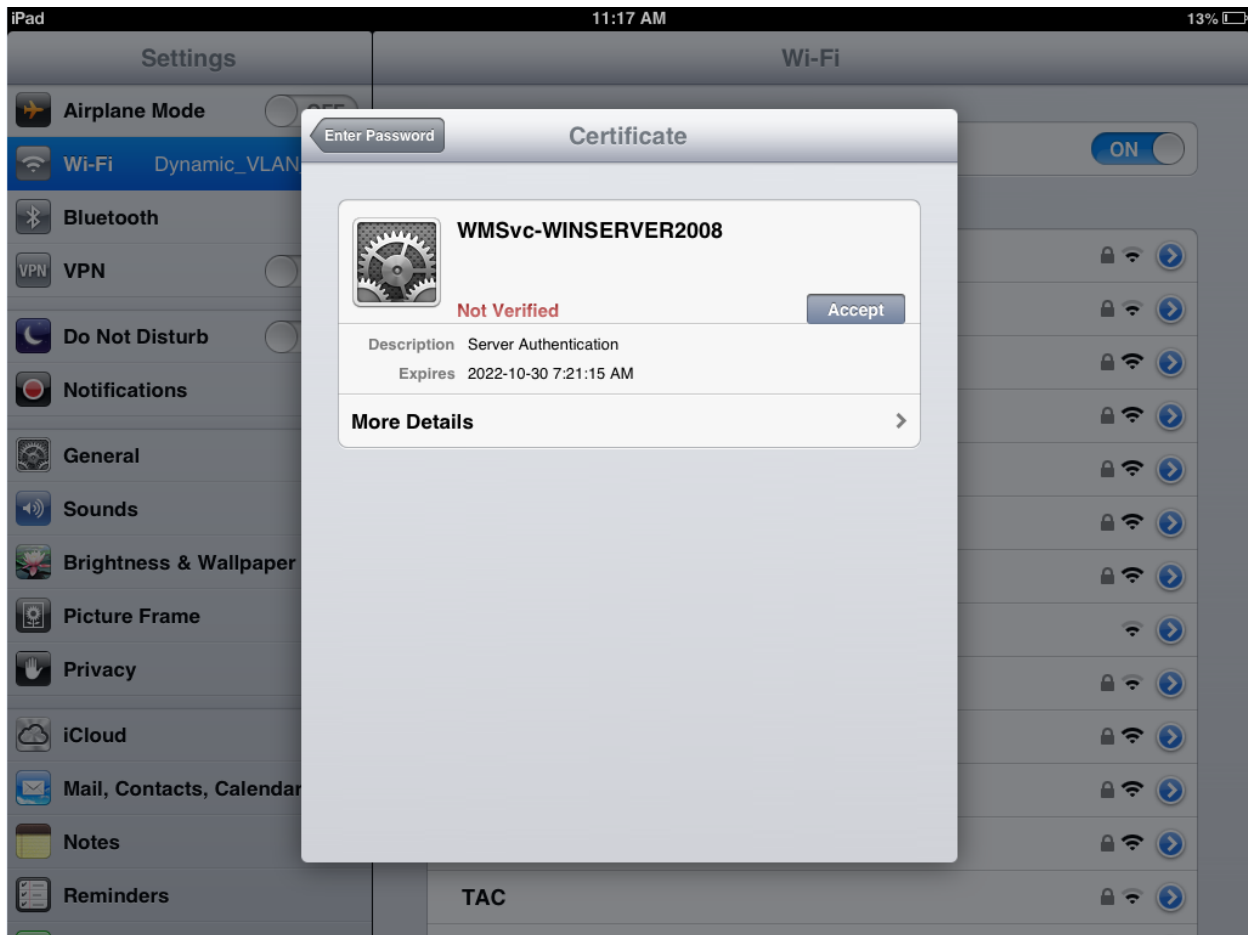 iPad 11:17 AM 13%
Settings Wi-Fi
Airplane Mode
Enter Password Certificate
ON
Wi-Fi Dynamic_VLAN
Bluetooth
WMSvc-WINSERVER2008
VPN VPN
Not Verified Accept
Do Not Disturb
Description Server Authentication
Expires 2022-10-30 7:21:15 AM
Notifications
More Details
General
Sounds
Brightness & Wallpaper
Picture Frame
Privacy
iCloud
Mail, Contacts, Calendar
Notes
Reminders
TAC